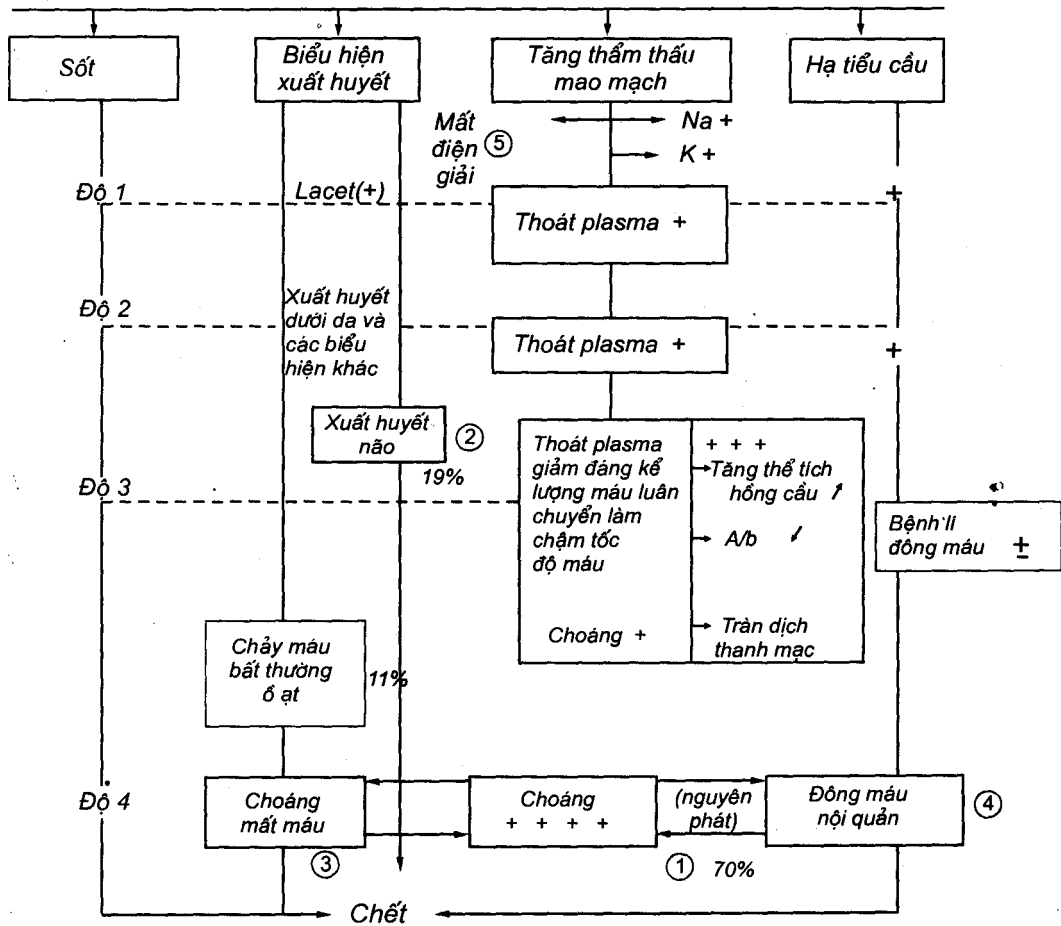 Sốt
Biểu hiện
xuất huyết
Tăng thẩm thấu
mao mạch
Hạ tiểu cầu
Mất
điện
giải
⑤
Na +
K +
Độ 1
Lacet(+)
Thoát plasma +
+
Độ 2
Xuất huyết
dưới da và
các biểu
hiện khác
Thoát plasma +
+
Xuất huyết
não
②
19%
Độ 3
Thoát plasma
giảm đáng kể
lượng máu luân
chuyển làm
chậm tốc
độ máu
Choáng +
+ + +
Tăng thể tích
hồng cầu ↗
A/b ↙
Tràn dịch
thanh mạc
Bệnh lí
đông máu ±
Chảy máu
bất thường
ồ ạt
11%
Độ 4
Choáng
mất máu
③
Choáng
+ + + +
(nguyên
phát)
① 70%
Đông máu
nội quản
④
Chết